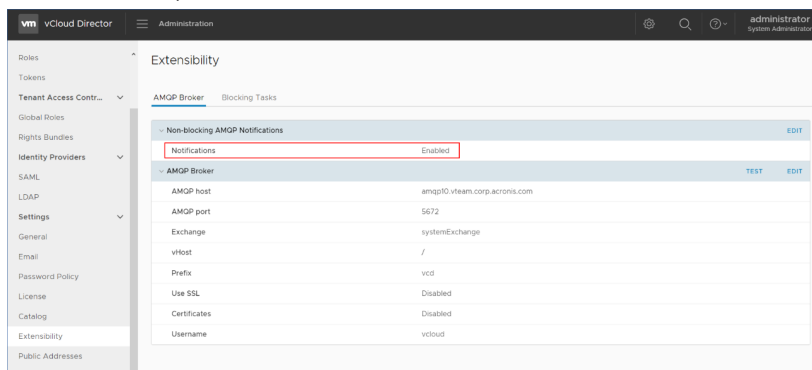 vm vCloud Director Administration administrator
System Administrator
Roles
Tokens
Tenant Access Contr...
Global Roles
Rights Bundles
Identity Providers
SAML
LDAP
Settings
General
Email
Password Policy
License
Catalog
Extensibility
Public Addresses
Extensibility
AMQP Broker Blocking Tasks
Non-blocking AMQP Notifications EDIT
Notifications Enabled
AMQP Broker TEST EDIT
AMQP host amqp10.vteam.corp.acronis.com
AMQP port 5672
Exchange systemExchange
vHost /
Prefix vcd
Use SSL Disabled
Certificates Disabled
Username vcloud